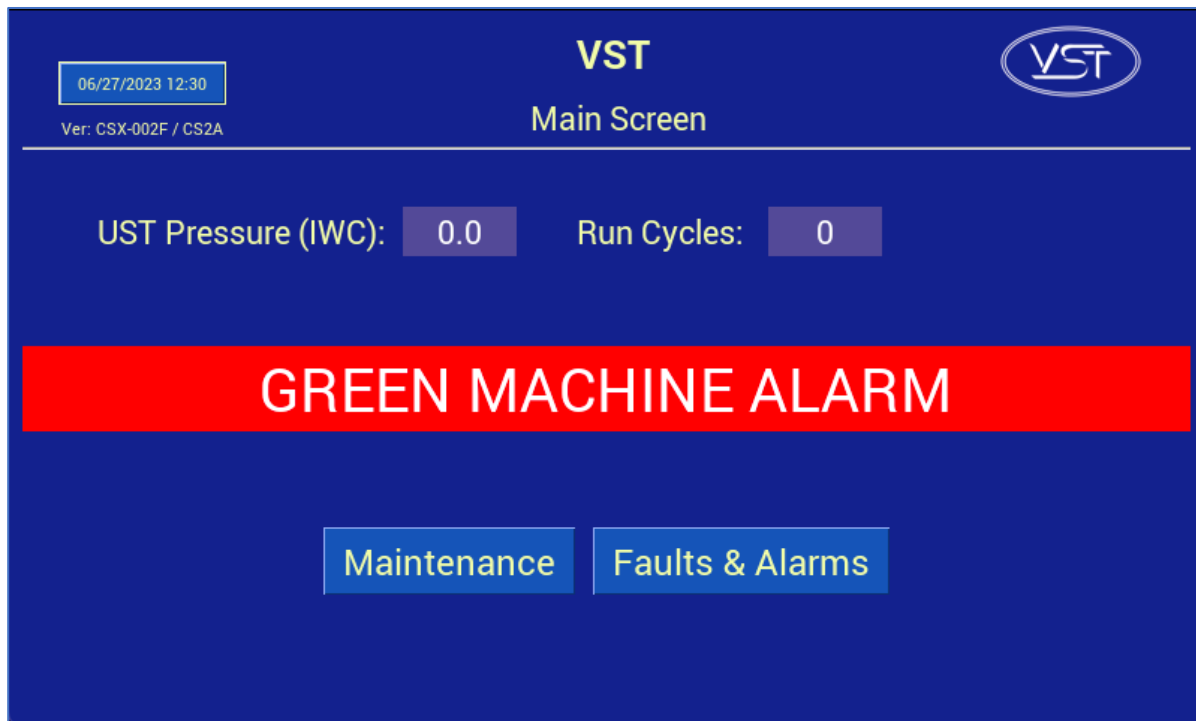 VST
06/27/2023 12:30
Main Screen
VST
Ver: CSX-002F / CS2A
UST Pressure (IWC): 0.0 Run Cycles: 0
GREEN MACHINE ALARM
Maintenance Faults & Alarms